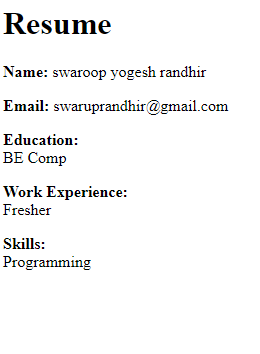 Resume
Name: swaroop yogesh randhir
Email: swaruprandhir@gmail.com
Education:
BE Comp
Work Experience:
Fresher
Skills:
Programming